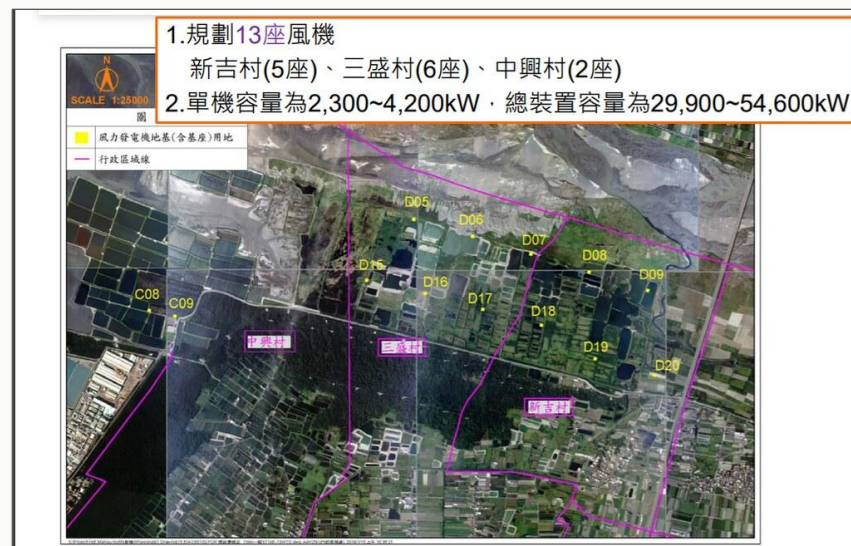 1.規劃13座風機
新吉村(5座)、三盛村(6座)、中興村(2座)
2.單機容量為2,300~4,200kW，總裝置容量為29,900~54,600kW
N
SCALE 1:25000
圖
風力發電機地基(含基座)用地
行政區域線
D05
D06
D07
D08
D09
D15
D16
D17
D18
D19
D20
C08
C09
中興村
三盛村
新吉村